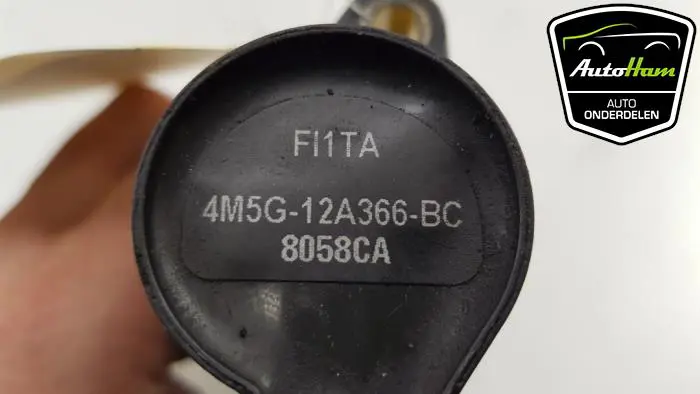 FI1TA
4M5G-12A366-BC
8058CA
AutoHam
AUTO
ONDERDELEN